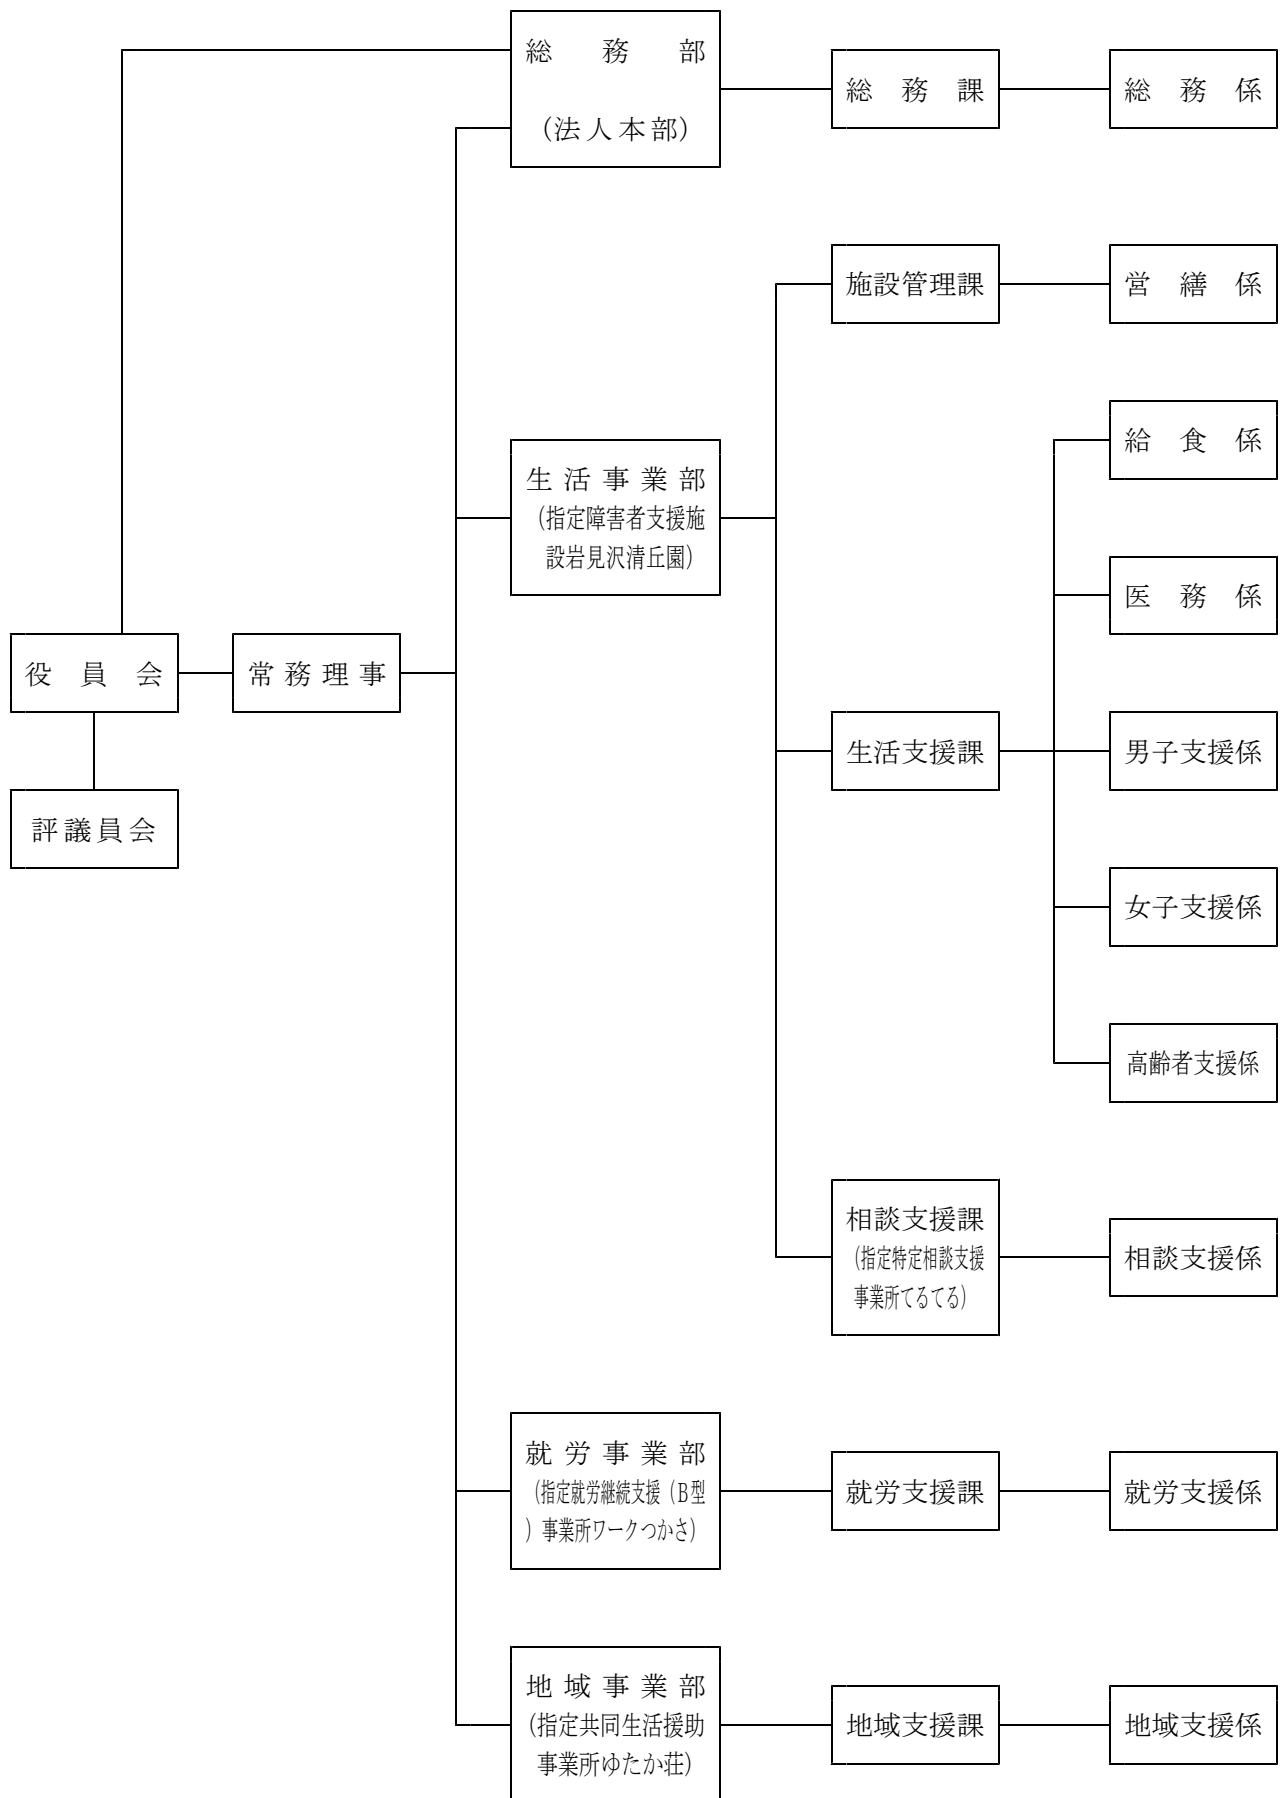 総務部
(法人本部)
総務課
総務係
施設管理課
営繕係
給食係
生活事業部
(指定障害者支援施
設岩見沢清丘園)
医務係
役員会
常務理事
生活支援課
男子支援係
評議員会
女子支援係
高齢者支援係
相談支援課
(指定特定相談支援
事業所てるてる)
相談支援係
就労事業部
(指定就労継続支援(B型
)事業所ワークつかさ)
就労支援課
就労支援係
地域事業部
(指定共同生活援助
事業所ゆたか荘)
地域支援課
地域支援係